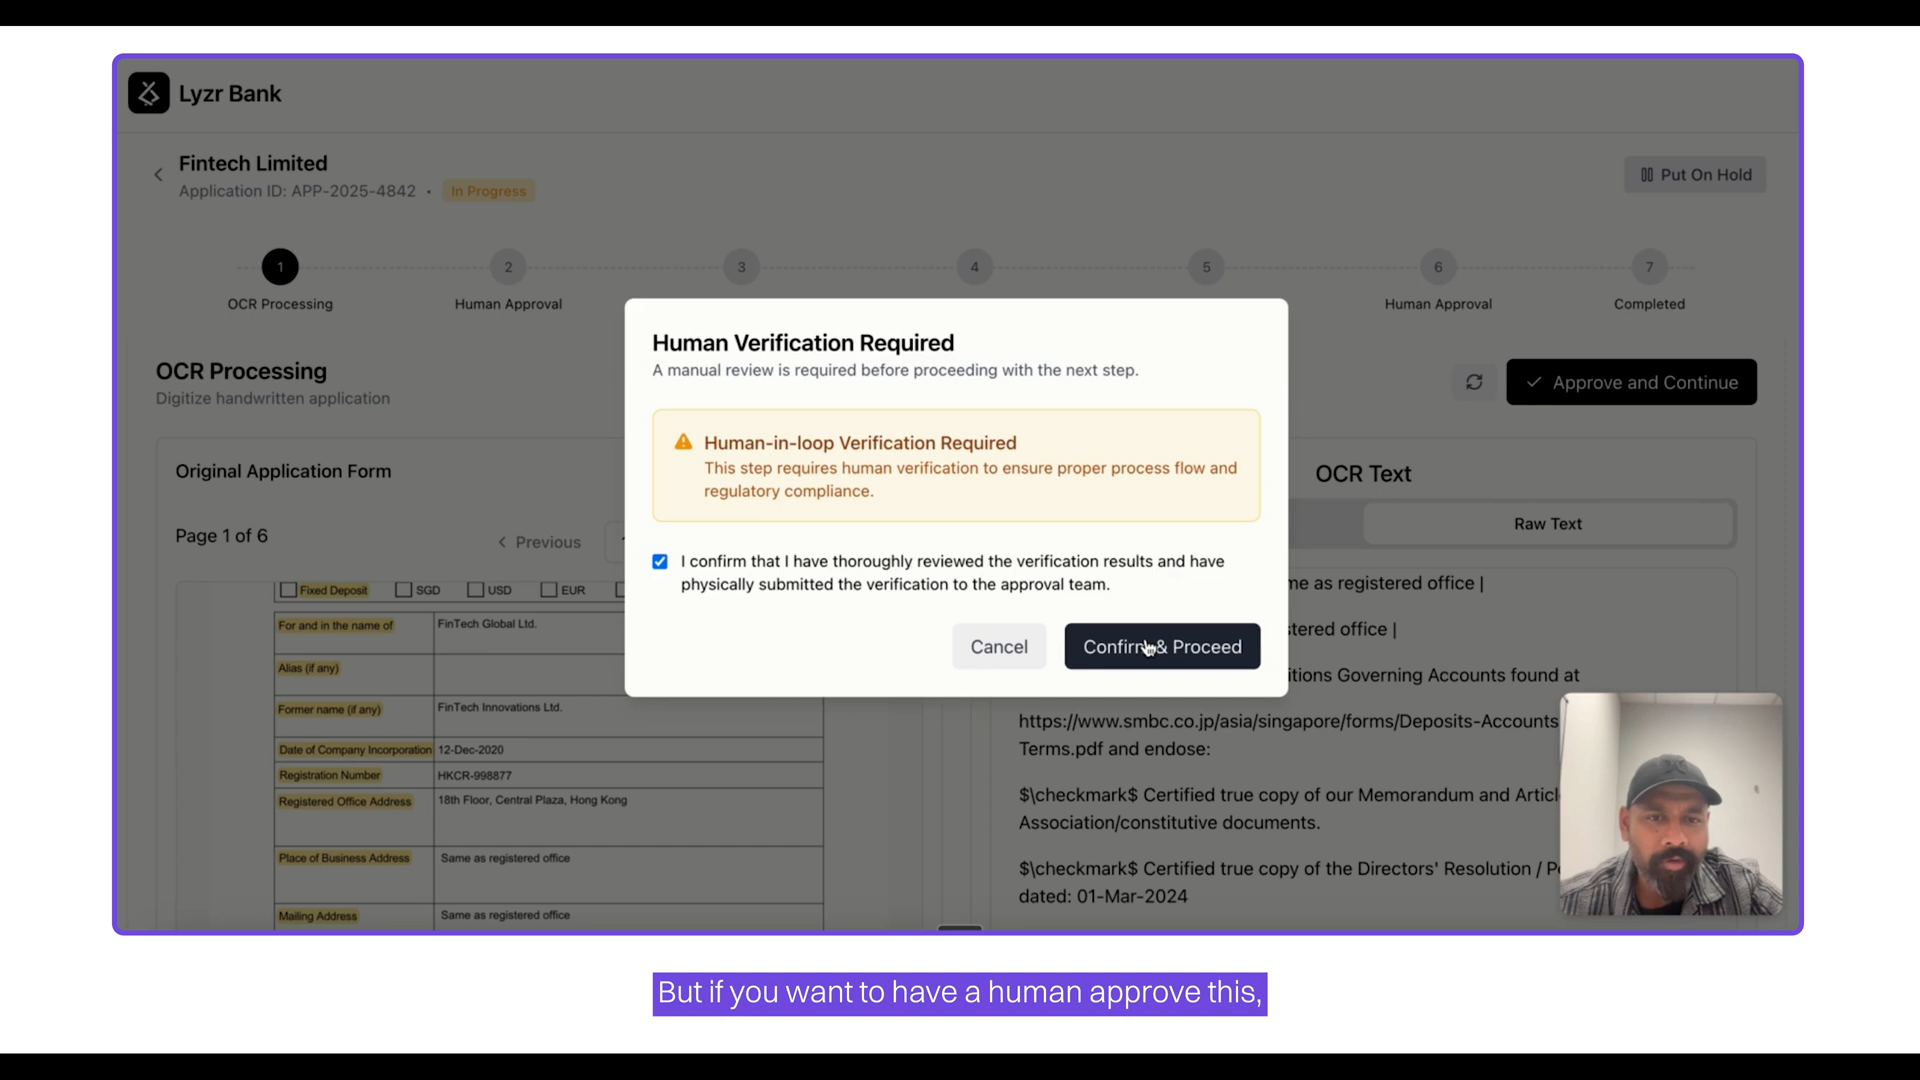 Lyzr Bank
Fintech Limited
Application ID: APP-2025-4842 • In Progress
Put On Hold
1 2 3 4 5 6 7
OCR Processing Human Approval Human Approval Completed
OCR Processing
Digitize handwritten application
Approve and Continue
Human Verification Required
A manual review is required before proceeding with the next step.
Human-in-loop Verification Required
This step requires human verification to ensure proper process flow and
regulatory compliance.
I confirm that I have thoroughly reviewed the verification results and have
physically submitted the verification to the approval team.
Cancel
Confirm & Proceed
Original Application Form
Page 1 of 6
Previous
Fixed Deposit SGD USD EUR
For and in the name of FinTech Global Ltd.
Alias (if any)
Former name (if any) FinTech Innovations Ltd.
Date of Company Incorporation 12-Dec-2020
Registration Number HKCR-998877
Registered Office Address 18th Floor, Central Plaza, Hong Kong
Place of Business Address Same as registered office
Mailing Address Same as registered office
OCR Text
Raw Text
me as registered office |
stered office |
itions Governing Accounts found at
https://www.smbc.co.jp/asia/singapore/forms/Deposits-Accounts
Terms.pdf and endose:
$\checkmark$ Certified true copy of our Memorandum and Articl
Association/constitutive documents.
$\checkmark$ Certified true copy of the Directors' Resolution / P
dated: 01-Mar-2024
But if you want to have a human approve this,